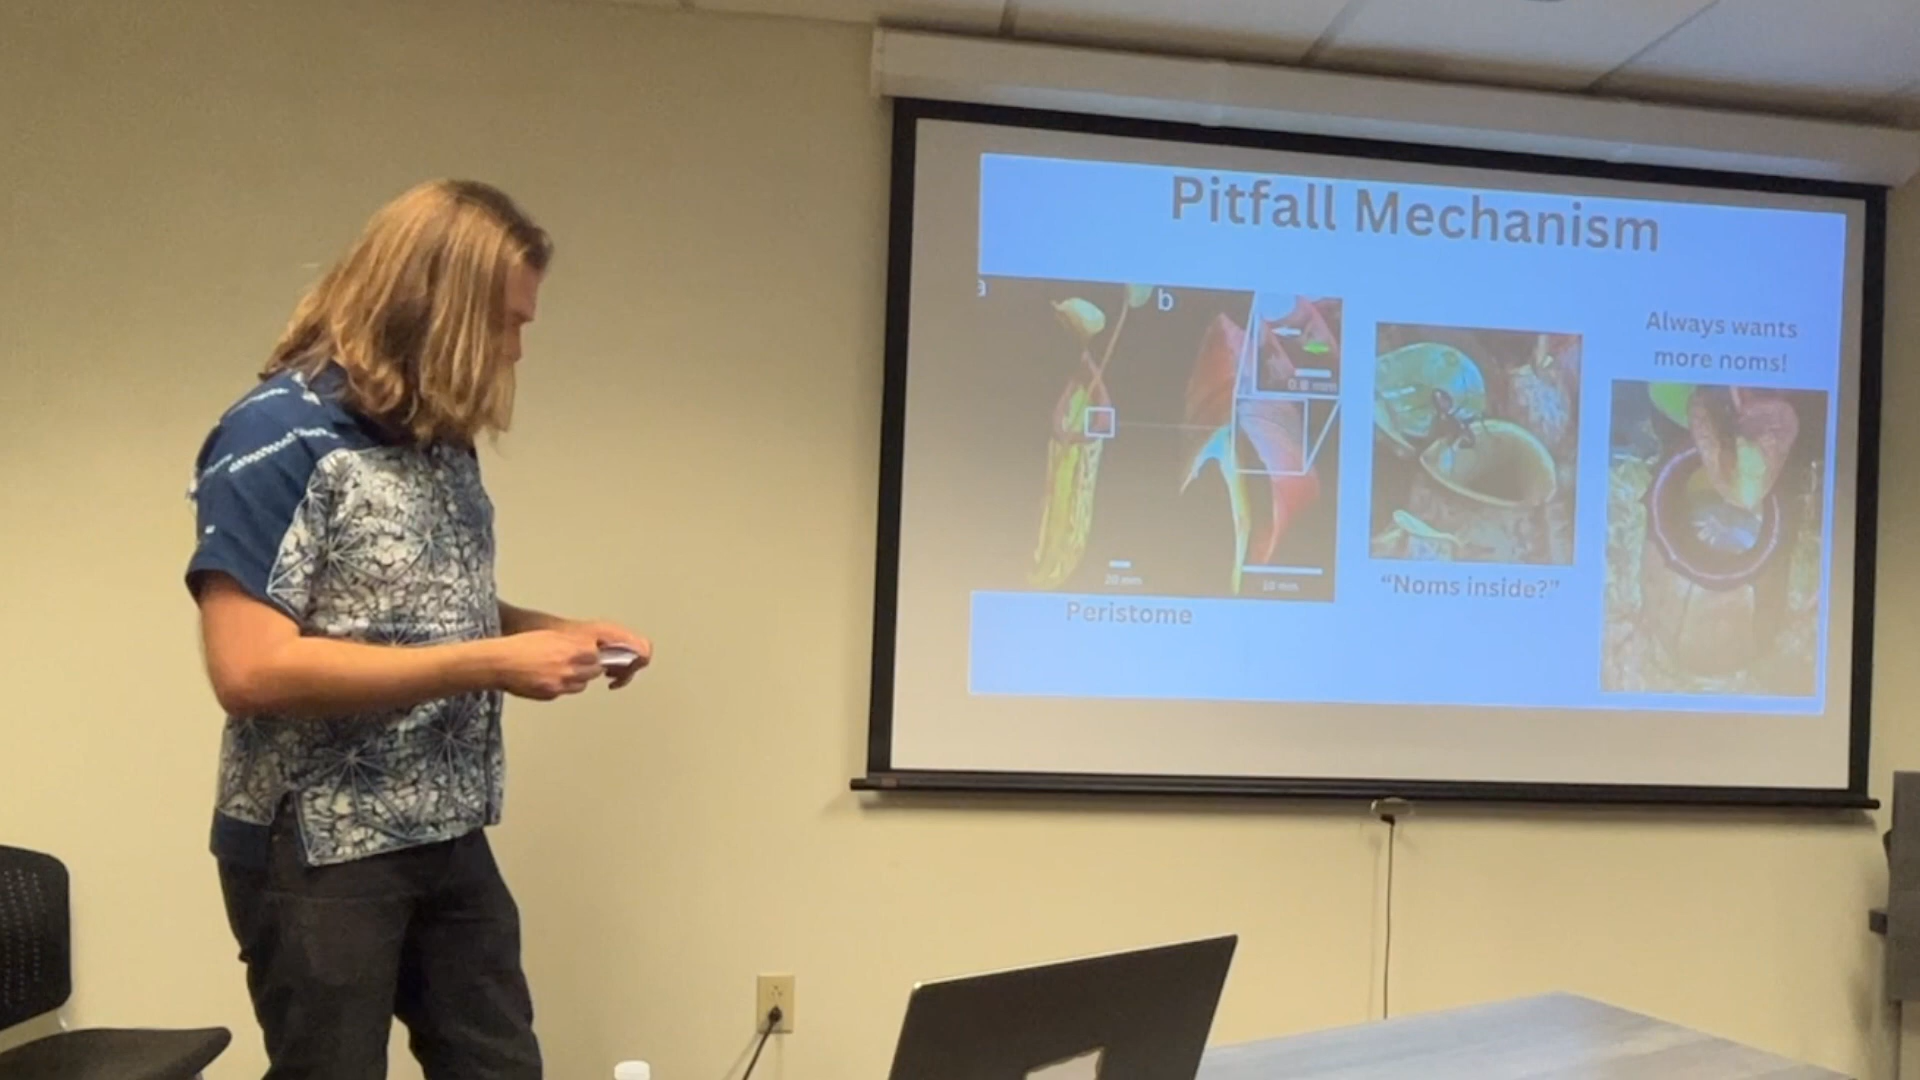 Pitfall Mechanism
a
b
0.8 mm
20 mm
10 mm
Peristome
"Noms inside?"
Always wants
more noms!